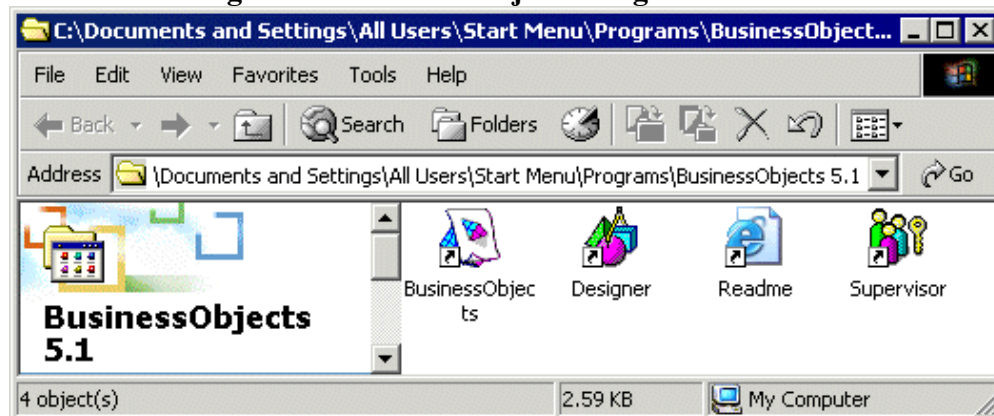 C:\Documents and Settings\All Users\Start Menu\Programs\BusinessObject...
File Edit View Favorites Tools Help
Back Search Folders
Address \Documents and Settings\All Users\Start Menu\Programs\BusinessObjects 5.1 Go
BusinessObjec
ts
Designer
Readme
Supervisor
BusinessObjects
5.1
4 object(s) 2.59 KB My Computer